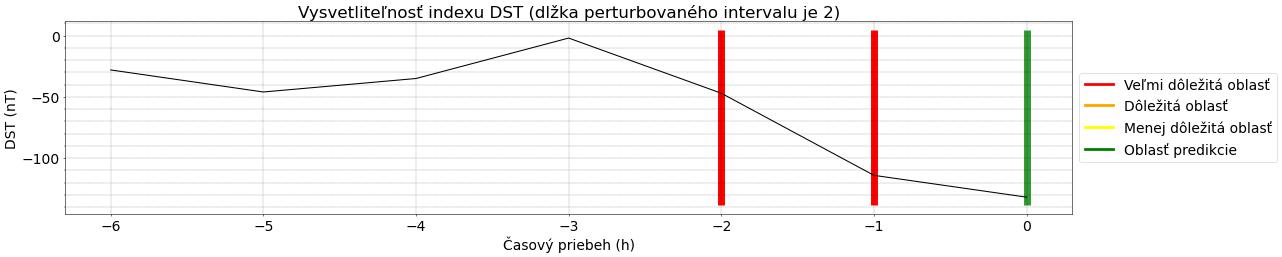 Vysvetliteľnosť indexu DST (dlžka perturbovaného intervalu je 2)
DST (nT)
0
−50
−100
−6 −5 −4 −3 −2 −1 0
Časový priebeh (h)
Veľmi dôležitá oblasť
Dôležitá oblasť
Menej dôležitá oblasť
Oblasť predikcie